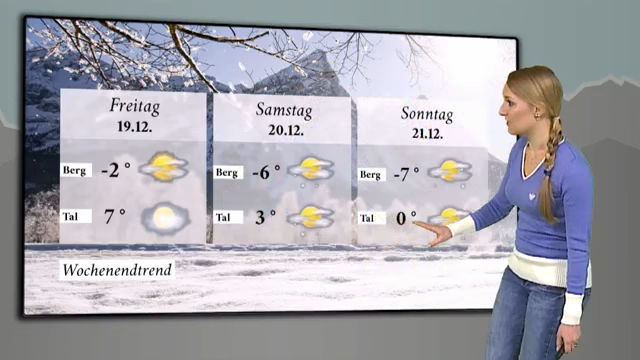 Freitag
19.12.
Berg -2°
Tal 7°
Samstag
20.12.
Berg -6°
Tal 3°
Sonntag
21.12.
Berg -7°
Tal 0°
Wochenendtrend